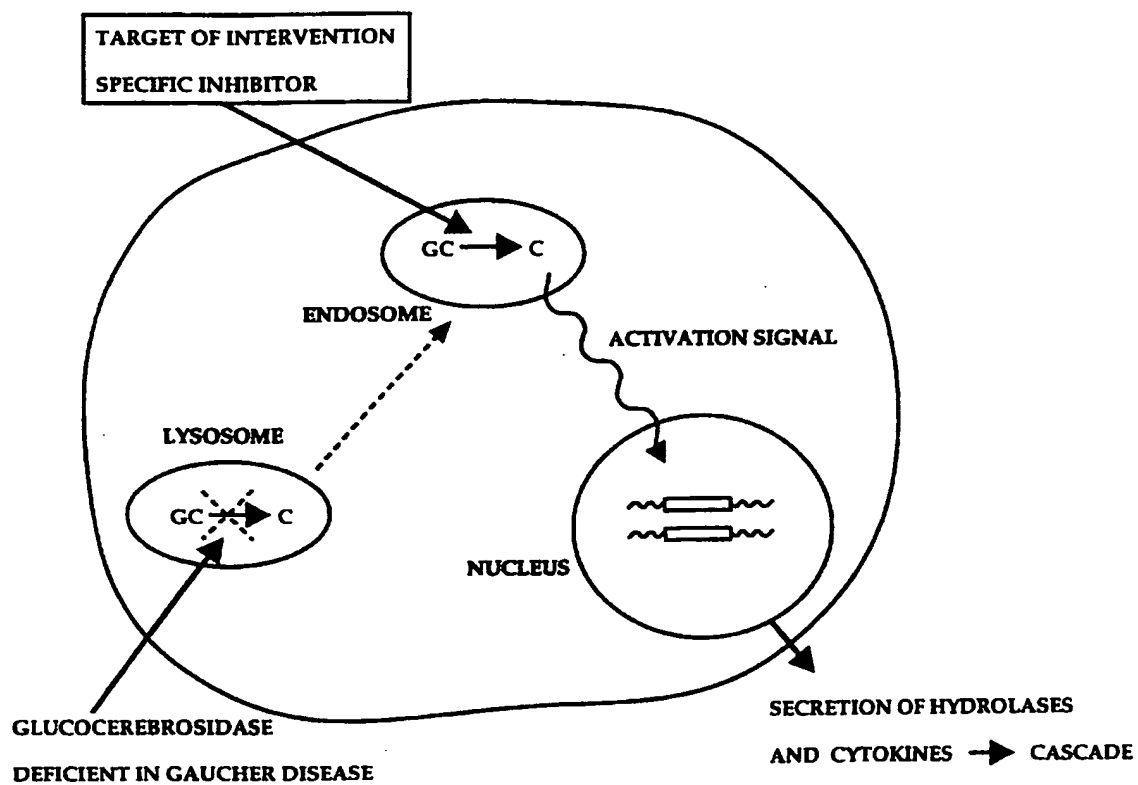 TARGET OF INTERVENTION
SPECIFIC INHIBITOR
GC C
ENDOSOME
ACTIVATION SIGNAL
LYSOSOME
GC C
NUCLEUS
GLUCOCEREBROSIDASE
DEFICIENT IN GAUCHER DISEASE
SECRETION OF HYDROLASES
AND CYTOKINES CASCADE